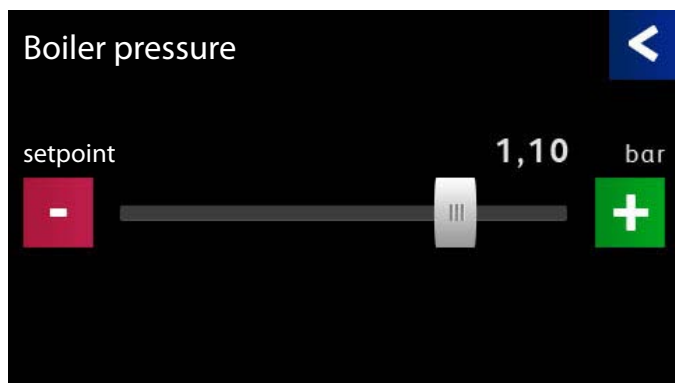 Boiler pressure
<
setpoint 1,10 bar
- +